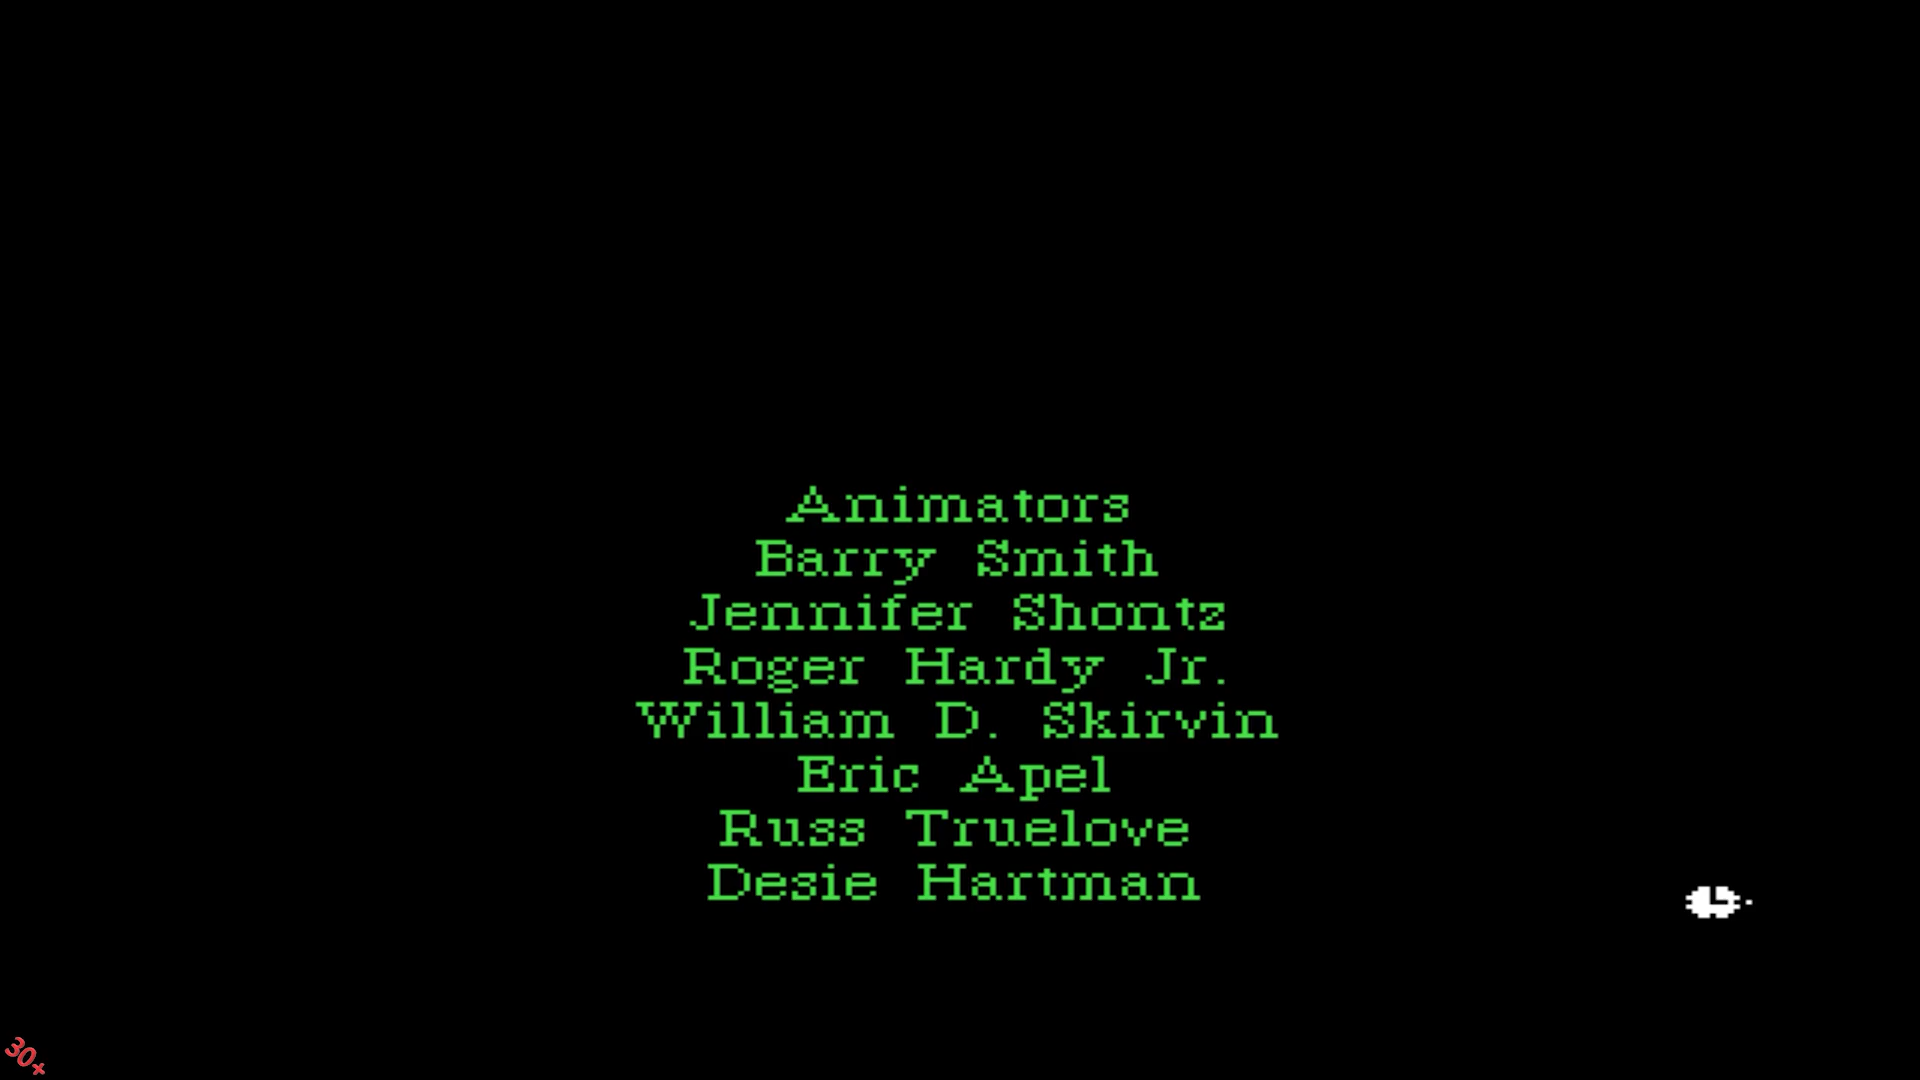 Animators
Barry Smith
Jennifer Shontz
Roger Hardy Jr.
William D. Skirvin
Eric Apel
Russ Truelove
Desie Hartman
30+